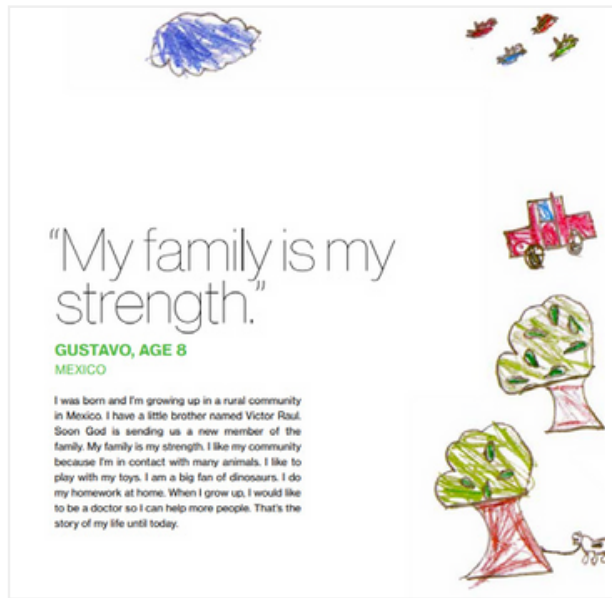 “My family is my
strength.”
GUSTAVO, AGE 8
MEXICO
I was born and I'm growing up in a rural community
in Mexico. I have a little brother named Victor Raul.
Soon God is sending us a new member of the
family. My family is my strength. I like my community
because I'm in contact with many animals. I like to
play with my toys. I am a big fan of dinosaurs. I do
my homework at home. When I grow up, I would like
to be a doctor so I can help more people. That's the
story of my life until today.